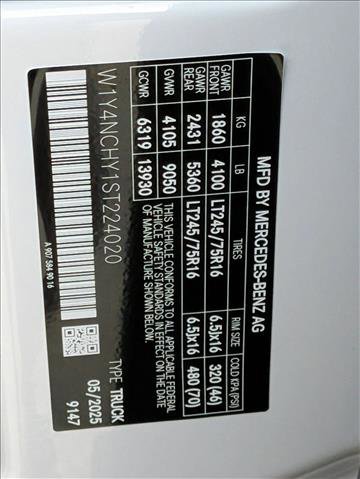 MFD BY MERCEDES-BENZ AG
KG LB TIRES RIM SIZE COLD KPA (PSI)
GAWR FRONT 1860 4100 LT245/75R16 6.5Jx16 320 (46)
GAWR REAR 2431 5360 LT245/75R16 6.5Jx16 480 (70)
GVWR 4105 9050 THIS VEHICLE CONFORMS TO ALL APPLICABLE FEDERAL
MOTOR VEHICLE SAFETY STANDARDS IN EFFECT ON THE DATE
GCWR 6319 13930 OF MANUFACTURE SHOWN ABOVE.
W1Y4NCHY1ST224020 TYPE: TRUCK
05/2025
A 907 584 90 16 9147